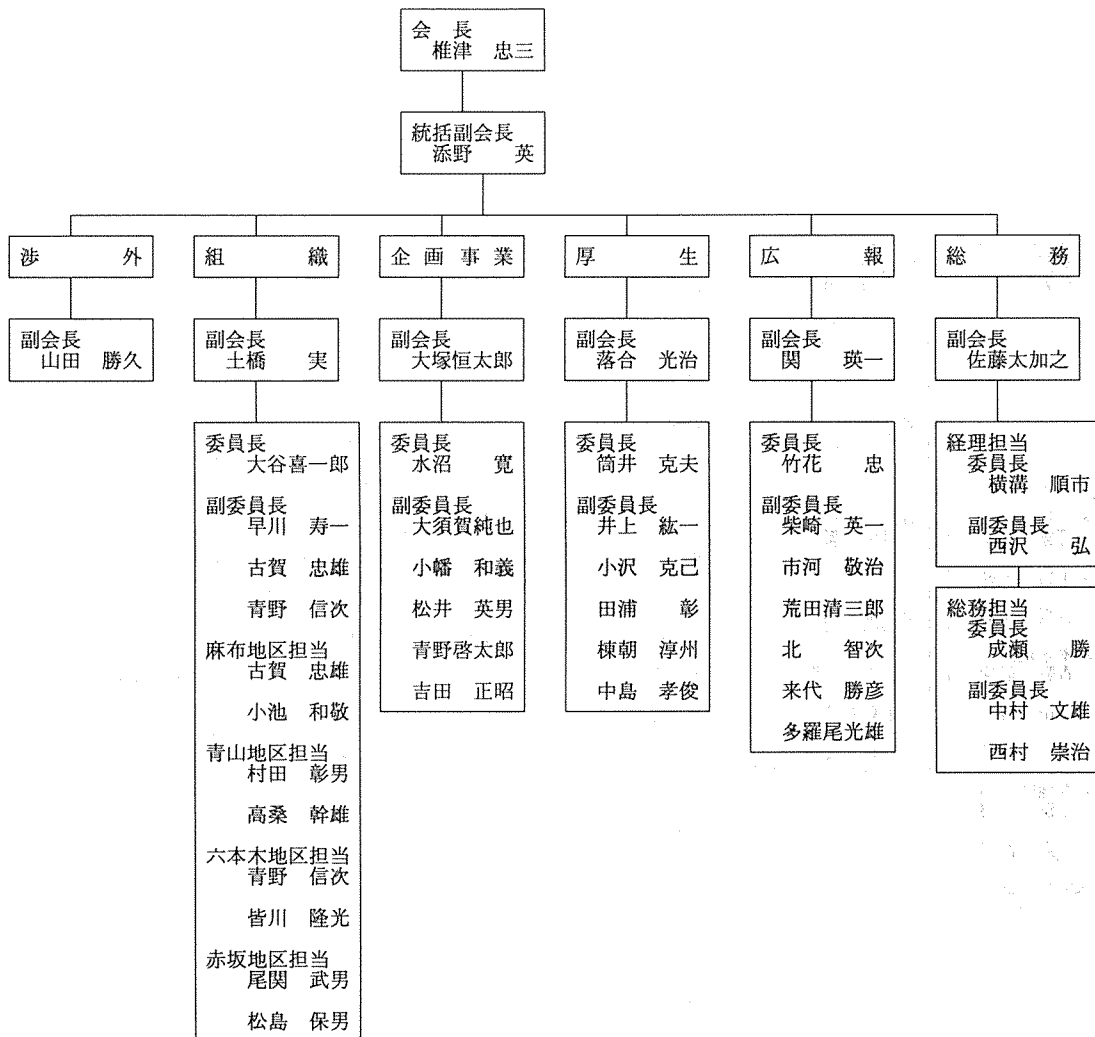 会　長
椎津　忠三
統括副会長
添野　英
渉外
副会長
山田　勝久
組織
副会長
土橋　実
委員長
大谷喜一郎
副委員長
早川　寿一
古賀　忠雄
青野　信次
麻布地区担当
古賀　忠雄
小池　和敬
青山地区担当
村田　彰男
高桑　幹雄
六本木地区担当
青野　信次
皆川　隆光
赤坂地区担当
尾関　武男
松島　保男
企画事業
副会長
大塚恒太郎
委員長
水沼　寛
副委員長
大須賀純也
小幡　和義
松井　英男
青野啓太郎
吉田　正昭
厚生
副会長
落合　光治
委員長
筒井　克夫
副委員長
井上　紘一
小沢　克己
田浦　彰
棟朝　淳州
中島　孝俊
広報
副会長
関　瑛一
委員長
竹花　忠
副委員長
柴崎　英一
市河　敬治
荒田清三郎
北　智次
来代　勝彦
多羅尾光雄
総務
副会長
佐藤太加之
経理担当
委員長
横溝　順市
副委員長
西沢　弘
総務担当
委員長
成瀬　勝
副委員長
中村　文雄
西村　崇治